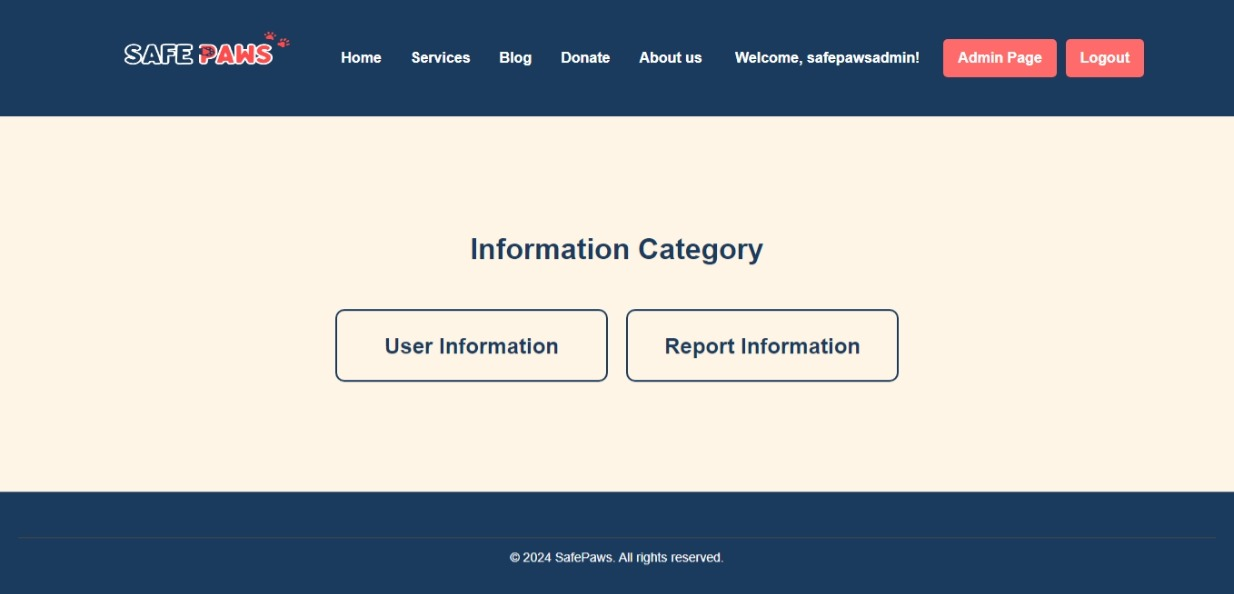 SAFE PAWS
Home Services Blog Donate About us Welcome, safepawsadmin! Admin Page Logout
Information Category
User Information Report Information
© 2024 SafePaws. All rights reserved.